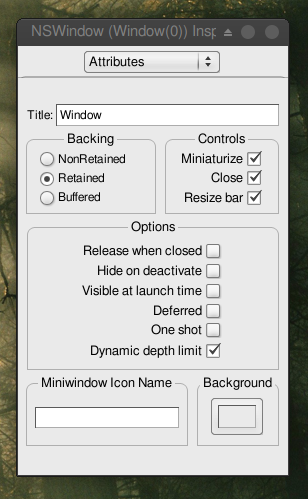 NSWindow (Window(0)) Insp
Attributes
Title: Window
Backing
NonRetained
Retained
Buffered
Controls
Miniaturize
Close
Resize bar
Options
Release when closed
Hide on deactivate
Visible at launch time
Deferred
One shot
Dynamic depth limit
Miniwindow Icon Name
Background